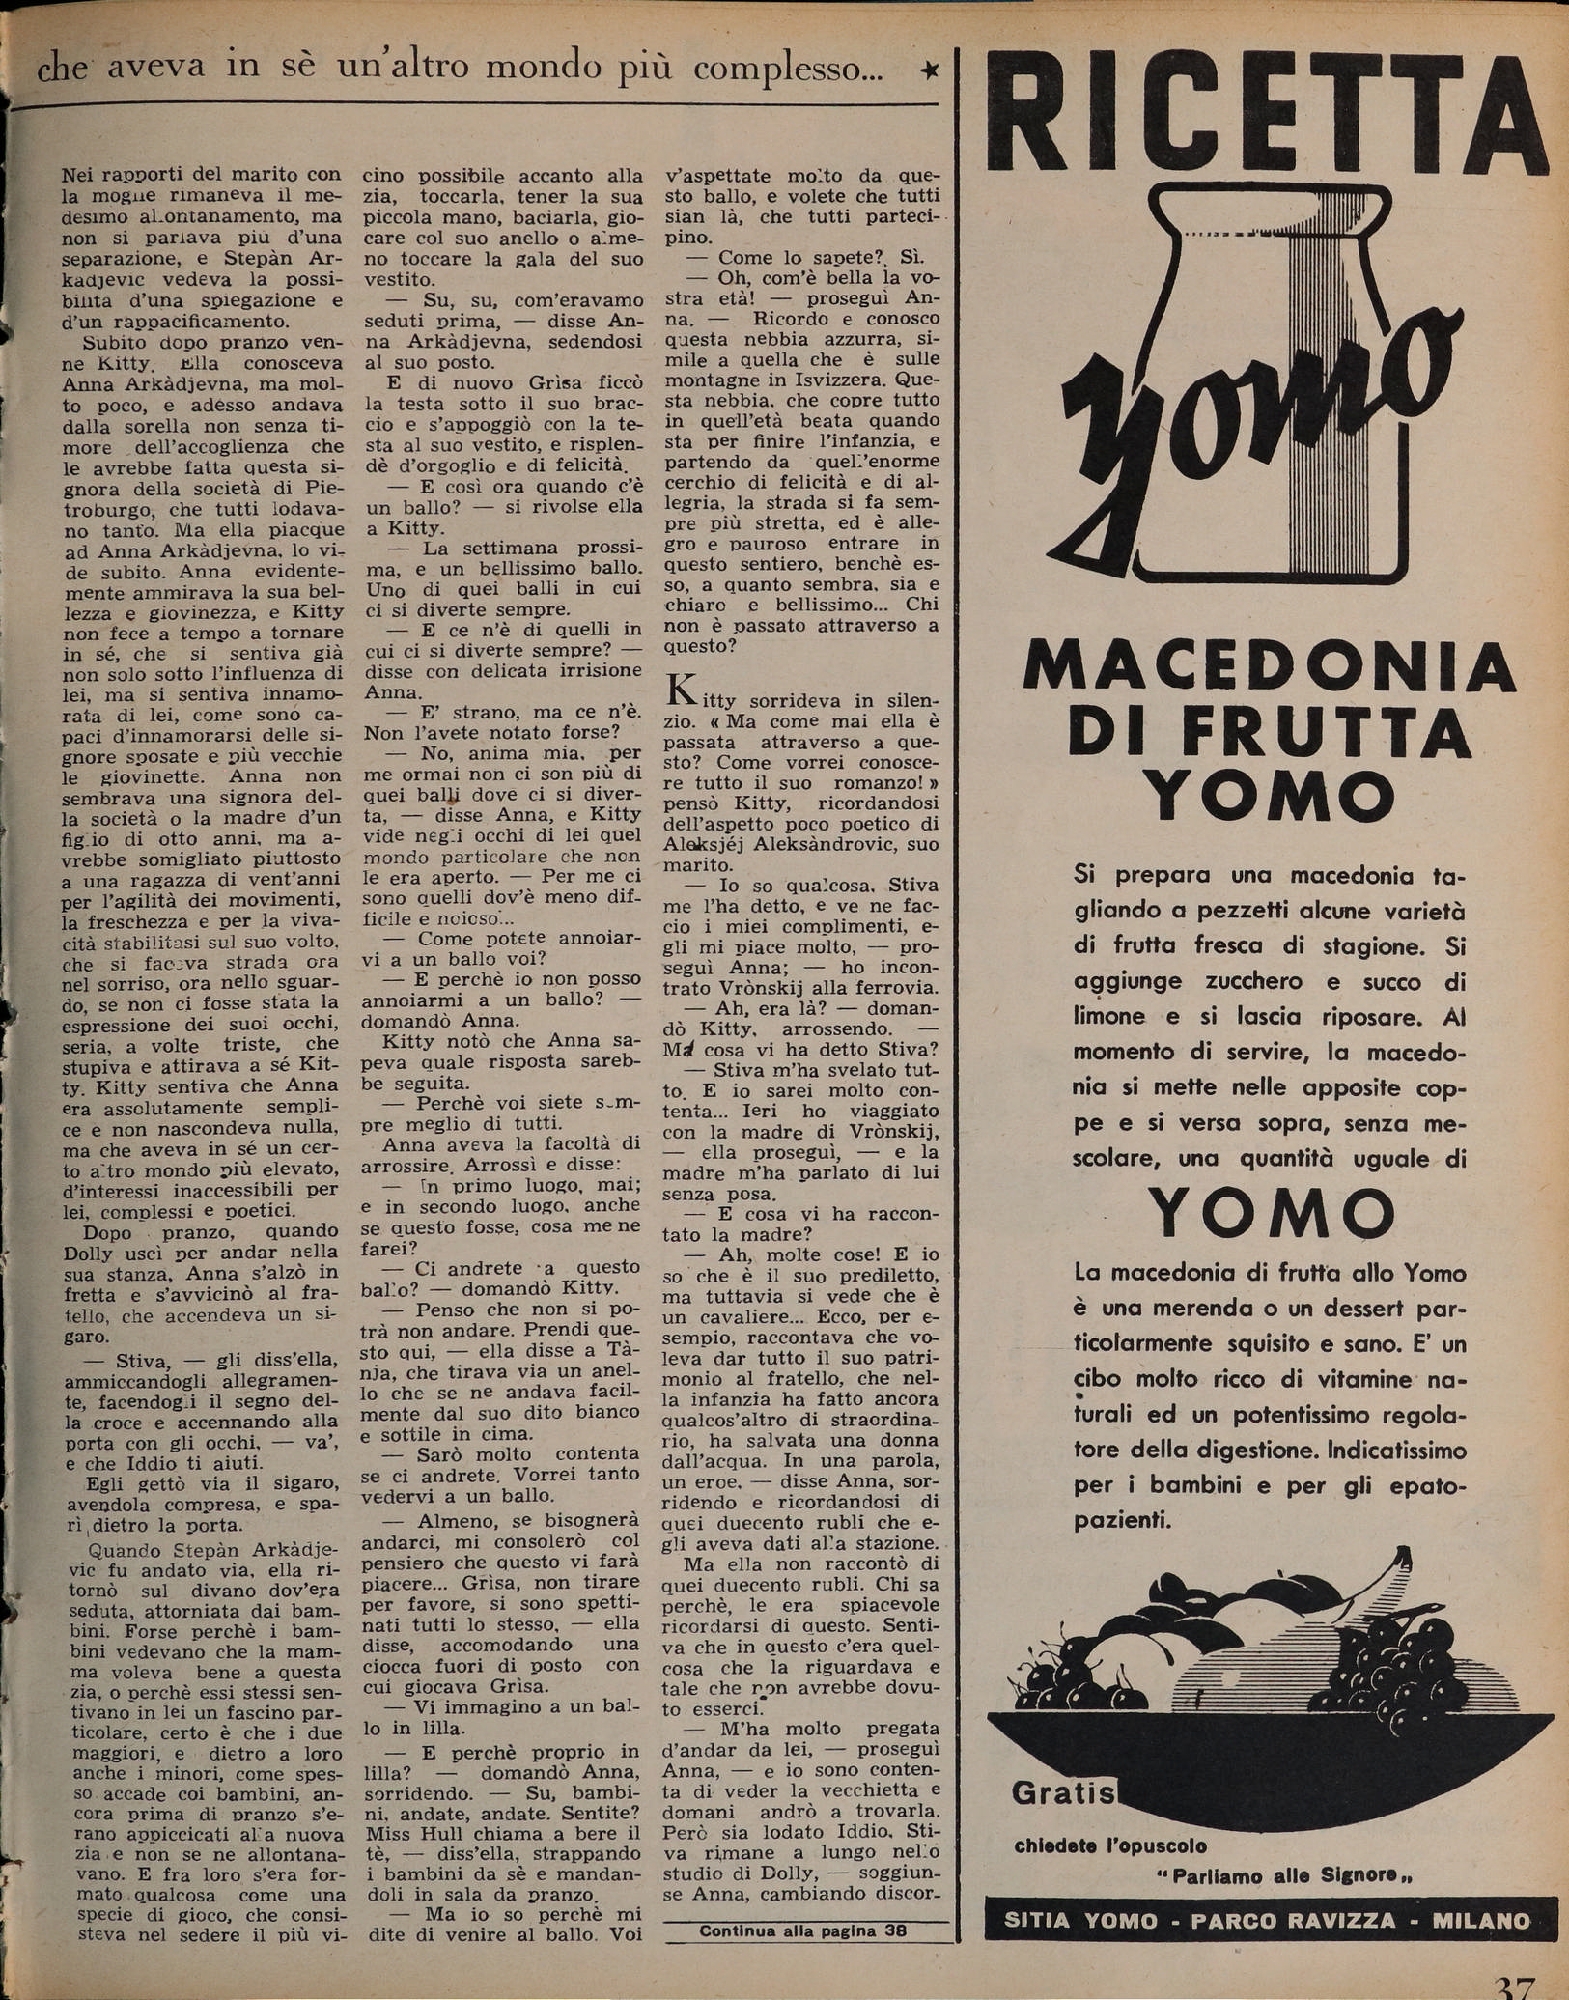 che aveva in sè un'altro mondo più complesso... ★
Nei rapporti del marito con
la moglie rimaneva il me-
desimo allontanamento, ma
non si parlava più d'una
separazione, e Stepàn Ar-
kadjevic vedeva la possi-
bilità d'una spiegazione e
d'un rappacificamento.
Subito dopo pranzo ven-
ne Kitty. Ella conosceva
Anna Arkàdjevna, ma mol-
to poco, e adesso andava
dalla sorella non senza ti-
more dell'accoglienza che
le avrebbe fatta questa si-
gnora della società di Pie-
troburgo, che tutti lodava-
no tanto. Ma ella piacque
ad Anna Arkàdjevna, lo vi-
de subito. Anna evidente-
mente ammirava la sua bel-
lezza e giovinezza, e Kitty
non fece a tempo a tornare
in sé, che si sentiva già
non solo sotto l'influenza di
lei, ma si sentiva innamo-
rata di lei, come sono ca-
paci d'innamorarsi delle si-
gnore sposate e più vecchie
le giovinette. Anna non
sembrava una signora del-
la società o la madre d'un
figlio di otto anni, ma a-
vrebbe somigliato piuttosto
a una ragazza di vent'anni
per l'agilità dei movimenti,
la freschezza e per la viva-
cità stabilitasi sul suo volto,
che si faceva strada ora
nel sorriso, ora nello sguar-
do, se non ci fosse stata la
espressione dei suoi occhi,
seria, a volte triste, che
stupiva e attirava a sé Kit-
ty. Kitty sentiva che Anna
era assolutamente sempli-
ce e non nascondeva nulla,
ma che aveva in sé un cer-
to altro mondo più elevato,
d'interessi inaccessibili per
lei, complessi e poetici.
Dopo pranzo, quando
Dolly uscì per andar nella
sua stanza, Anna s'alzò in
fretta e s'avvicinò al fra-
tello, che accendeva un si-
garo.
— Stiva, — gli diss'ella,
ammiccandogli allegramen-
te, facendogli il segno del-
la croce e accennando alla
porta con gli occhi, — va',
e che Iddio ti aiuti.
Egli gettò via il sigaro,
avendola compresa, e spa-
rì dietro la porta.
Quando Stepàn Arkàdje-
vic fu andato via, ella ri-
tornò sul divano dov'era
seduta, attorniata dai bam-
bini. Forse perchè i bam-
bini vedevano che la mam-
ma voleva bene a questa
zia, o perchè essi stessi sen-
tivano in lei un fascino par-
ticolare, certo è che i due
maggiori, e dietro a loro
anche i minori, come spes-
so accade coi bambini, an-
cora prima di pranzo s'e-
rano appiccicati alla nuova
zia e non se ne allontana-
vano. E fra loro s'era for-
mato qualcosa come una
specie di gioco, che consi-
steva nel sedere il più vi-
cino possibile accanto alla
zia, toccarla, tener la sua
piccola mano, baciarla, gio-
care col suo anello o alme-
no toccare la gala del suo
vestito.
— Su, su, com'eravamo
seduti prima, — disse An-
na Arkàdjevna, sedendosi
al suo posto.
E di nuovo Grìsa ficcò
la testa sotto il suo brac-
cio e s'appoggiò con la te-
sta al suo vestito, e risplen-
dè d'orgoglio e di felicità.
— E così ora quando c'è
un ballo? — si rivolse ella
a Kitty.
— La settimana prossi-
ma, e un bellissimo ballo.
Uno di quei balli in cui
ci si diverte sempre.
— E ce n'è di quelli in
cui ci si diverte sempre? —
disse con delicata irrisione
Anna.
— E' strano, ma ce n'è.
Non l'avete notato forse?
— No, anima mia, per
me ormai non ci son più di
quei balli dove ci si diver-
ta, — disse Anna, e Kitty
vide negli occhi di lei quel
mondo particolare che non
le era aperto. — Per me ci
sono quelli dov'è meno dif-
ficile e noioso...
— Come potete annoiar-
vi a un ballo voi?
— E perchè io non posso
annoiarmi a un ballo? —
domandò Anna.
Kitty notò che Anna sa-
peva quale risposta sareb-
be seguita.
— Perchè voi siete sem-
pre meglio di tutti.
Anna aveva la facoltà di
arrossire. Arrossì e disse:
— In primo luogo, mai;
e in secondo luogo, anche
se questo fosse, cosa me ne
farei?
— Ci andrete a questo
ballo? — domandò Kitty.
— Penso che non si po-
trà non andare. Prendi que-
sto qui, — ella disse a Tà-
nja, che tirava via un anel-
lo che se ne andava facil-
mente dal suo dito bianco
e sottile in cima.
— Sarò molto contenta
se ci andrete. Vorrei tanto
vedervi a un ballo.
— Almeno, se bisognerà
andarci, mi consolerò col
pensiero che questo vi farà
piacere... Grìsa, non tirare
per favore, si sono spetti-
nati tutti lo stesso, — ella
disse, accomodando una
ciocca fuori di posto con
cui giocava Grìsa.
— Vi immagino a un bal-
lo in lilla.
— E perchè proprio in
lilla? — domandò Anna,
sorridendo. — Su, bambi-
ni, andate, andate. Sentite?
Miss Hull chiama a bere il
tè, — diss'ella, strappando
i bambini da sè e mandan-
doli in sala da pranzo.
— Ma io so perchè mi
dite di venire al ballo. Voi
v'aspettate molto da que-
sto ballo, e volete che tutti
sian là, che tutti parteci-
pino.
— Come lo sapete? Sì.
— Oh, com'è bella la vo-
stra età! — proseguì An-
na. — Ricordo e conosco
questa nebbia azzurra, si-
mile a quella che è sulle
montagne in Isvizzera. Que-
sta nebbia, che copre tutto
in quell'età beata quando
sta per finire l'infanzia, e
partendo da quell'enorme
cerchio di felicità e di al-
legria, la strada si fa sem-
pre più stretta, ed è alle-
gro e pauroso entrare in
questo sentiero, benchè es-
so, a quanto sembra, sia e
chiaro e bellissimo... Chi
non è passato attraverso a
questo?
Kitty sorrideva in silen-
zio. « Ma come mai ella è
passata attraverso a que-
sto? Come vorrei conosce-
re tutto il suo romanzo! »
pensò Kitty, ricordandosi
dell'aspetto poco poetico di
Aleksjéj Aleksàndrovic, suo
marito.
— Io so qualcosa. Stiva
me l'ha detto, e ve ne fac-
cio i miei complimenti, e-
gli mi piace molto, — pro-
seguì Anna; — ho incon-
trato Vrònskij alla ferrovia.
— Ah, era là? — doman-
dò Kitty, arrossendo. —
Ma cosa vi ha detto Stiva?
— Stiva m'ha svelato tut-
to. E io sarei molto con-
tenta... Ieri ho viaggiato
con la madre di Vrònskij,
— ella proseguì, — e la
madre m'ha parlato di lui
senza posa.
— E cosa vi ha raccon-
tato la madre?
— Ah, molte cose! E io
so che è il suo prediletto,
ma tuttavia si vede che è
un cavaliere... Ecco, per e-
sempio, raccontava che vo-
leva dar tutto il suo patri-
monio al fratello, che nel-
la infanzia ha fatto ancora
qualcos'altro di straordina-
rio, ha salvata una donna
dall'acqua. In una parola,
un eroe, — disse Anna, sor-
ridendo e ricordandosi di
quei duecento rubli che e-
gli aveva dati alla stazione.
Ma ella non raccontò di
quei duecento rubli. Chi sa
perchè, le era spiacevole
ricordarsi di questo. Senti-
va che in questo c'era quel-
cosa che la riguardava e
tale che non avrebbe dovu-
to esserci.
— M'ha molto pregata
d'andar da lei, — proseguì
Anna, — e io sono conten-
ta di veder la vecchietta e
domani andrò a trovarla.
Però sia lodato Iddio, Sti-
va rimane a lungo nello
studio di Dolly, — soggiun-
se Anna, cambiando discor-
Continua alla pagina 38
RICETTA
yomo
MACEDONIA
DI FRUTTA
YOMO
Si prepara una macedonia ta-
gliando a pezzetti alcune varietà
di frutta fresca di stagione. Si
aggiunge zucchero e succo di
limone e si lascia riposare. Al
momento di servire, la macedo-
nia si mette nelle apposite cop-
pe e si versa sopra, senza me-
scolare, una quantità uguale di
YOMO
La macedonia di frutta allo Yomo
è una merenda o un dessert par-
ticolarmente squisito e sano. E' un
cibo molto ricco di vitamine na-
turali ed un potentissimo regola-
tore della digestione. Indicatissimo
per i bambini e per gli epato-
pazienti.
Gratis
chiedete l'opuscolo
"Parliamo alle Signore„
SITIA YOMO - PARCO RAVIZZA - MILANO
37